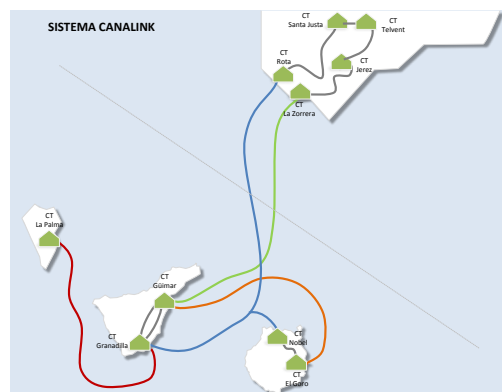 SISTEMA CANALINK
CT
Santa Justa
CT
Telvent
CT
Rota
CT
Jerez
CT
La Zorrera
CT
La Palma
CT
Güimar
CT
Granadilla
CT
Nobel
CT
El Goro